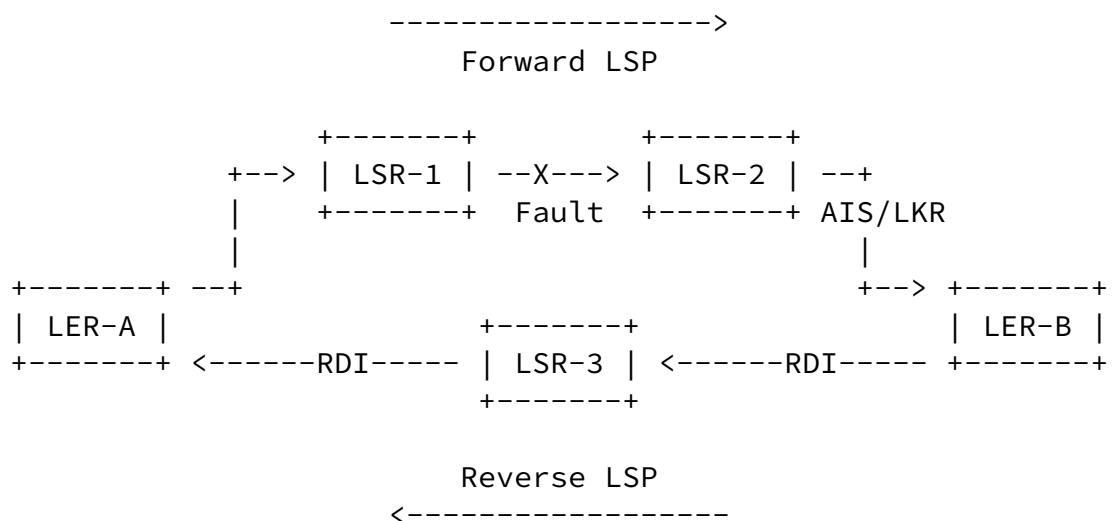 ------------------->
Forward LSP
+-------+ +-------+
+--> | LSR-1 | --X---> | LSR-2 | --+
| +-------+ Fault +-------+ AIS/LKR
| |
+-------+ --+ +--> +-------+
| LER-A | +-------+ | LER-B |
+-------+ <------RDI----- | LSR-3 | <------RDI----- +-------+
+-------+
Reverse LSP
<-------------------